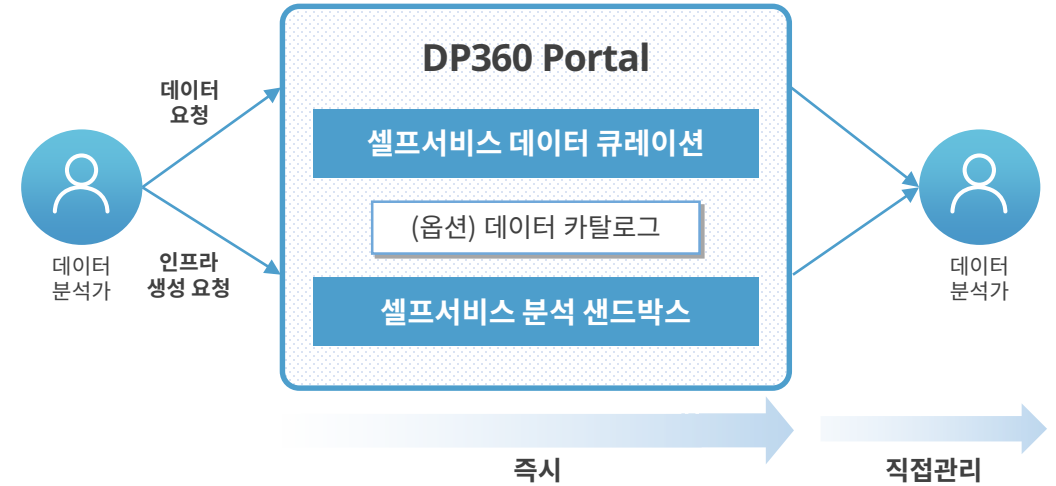 DP360 Portal
데이터
요청
셀프서비스 데이터 큐레이션
(옵션) 데이터 카탈로그
데이터
분석가
인프라
생성 요청
데이터
분석가
셀프서비스 분석 샌드박스
즉시
직접관리